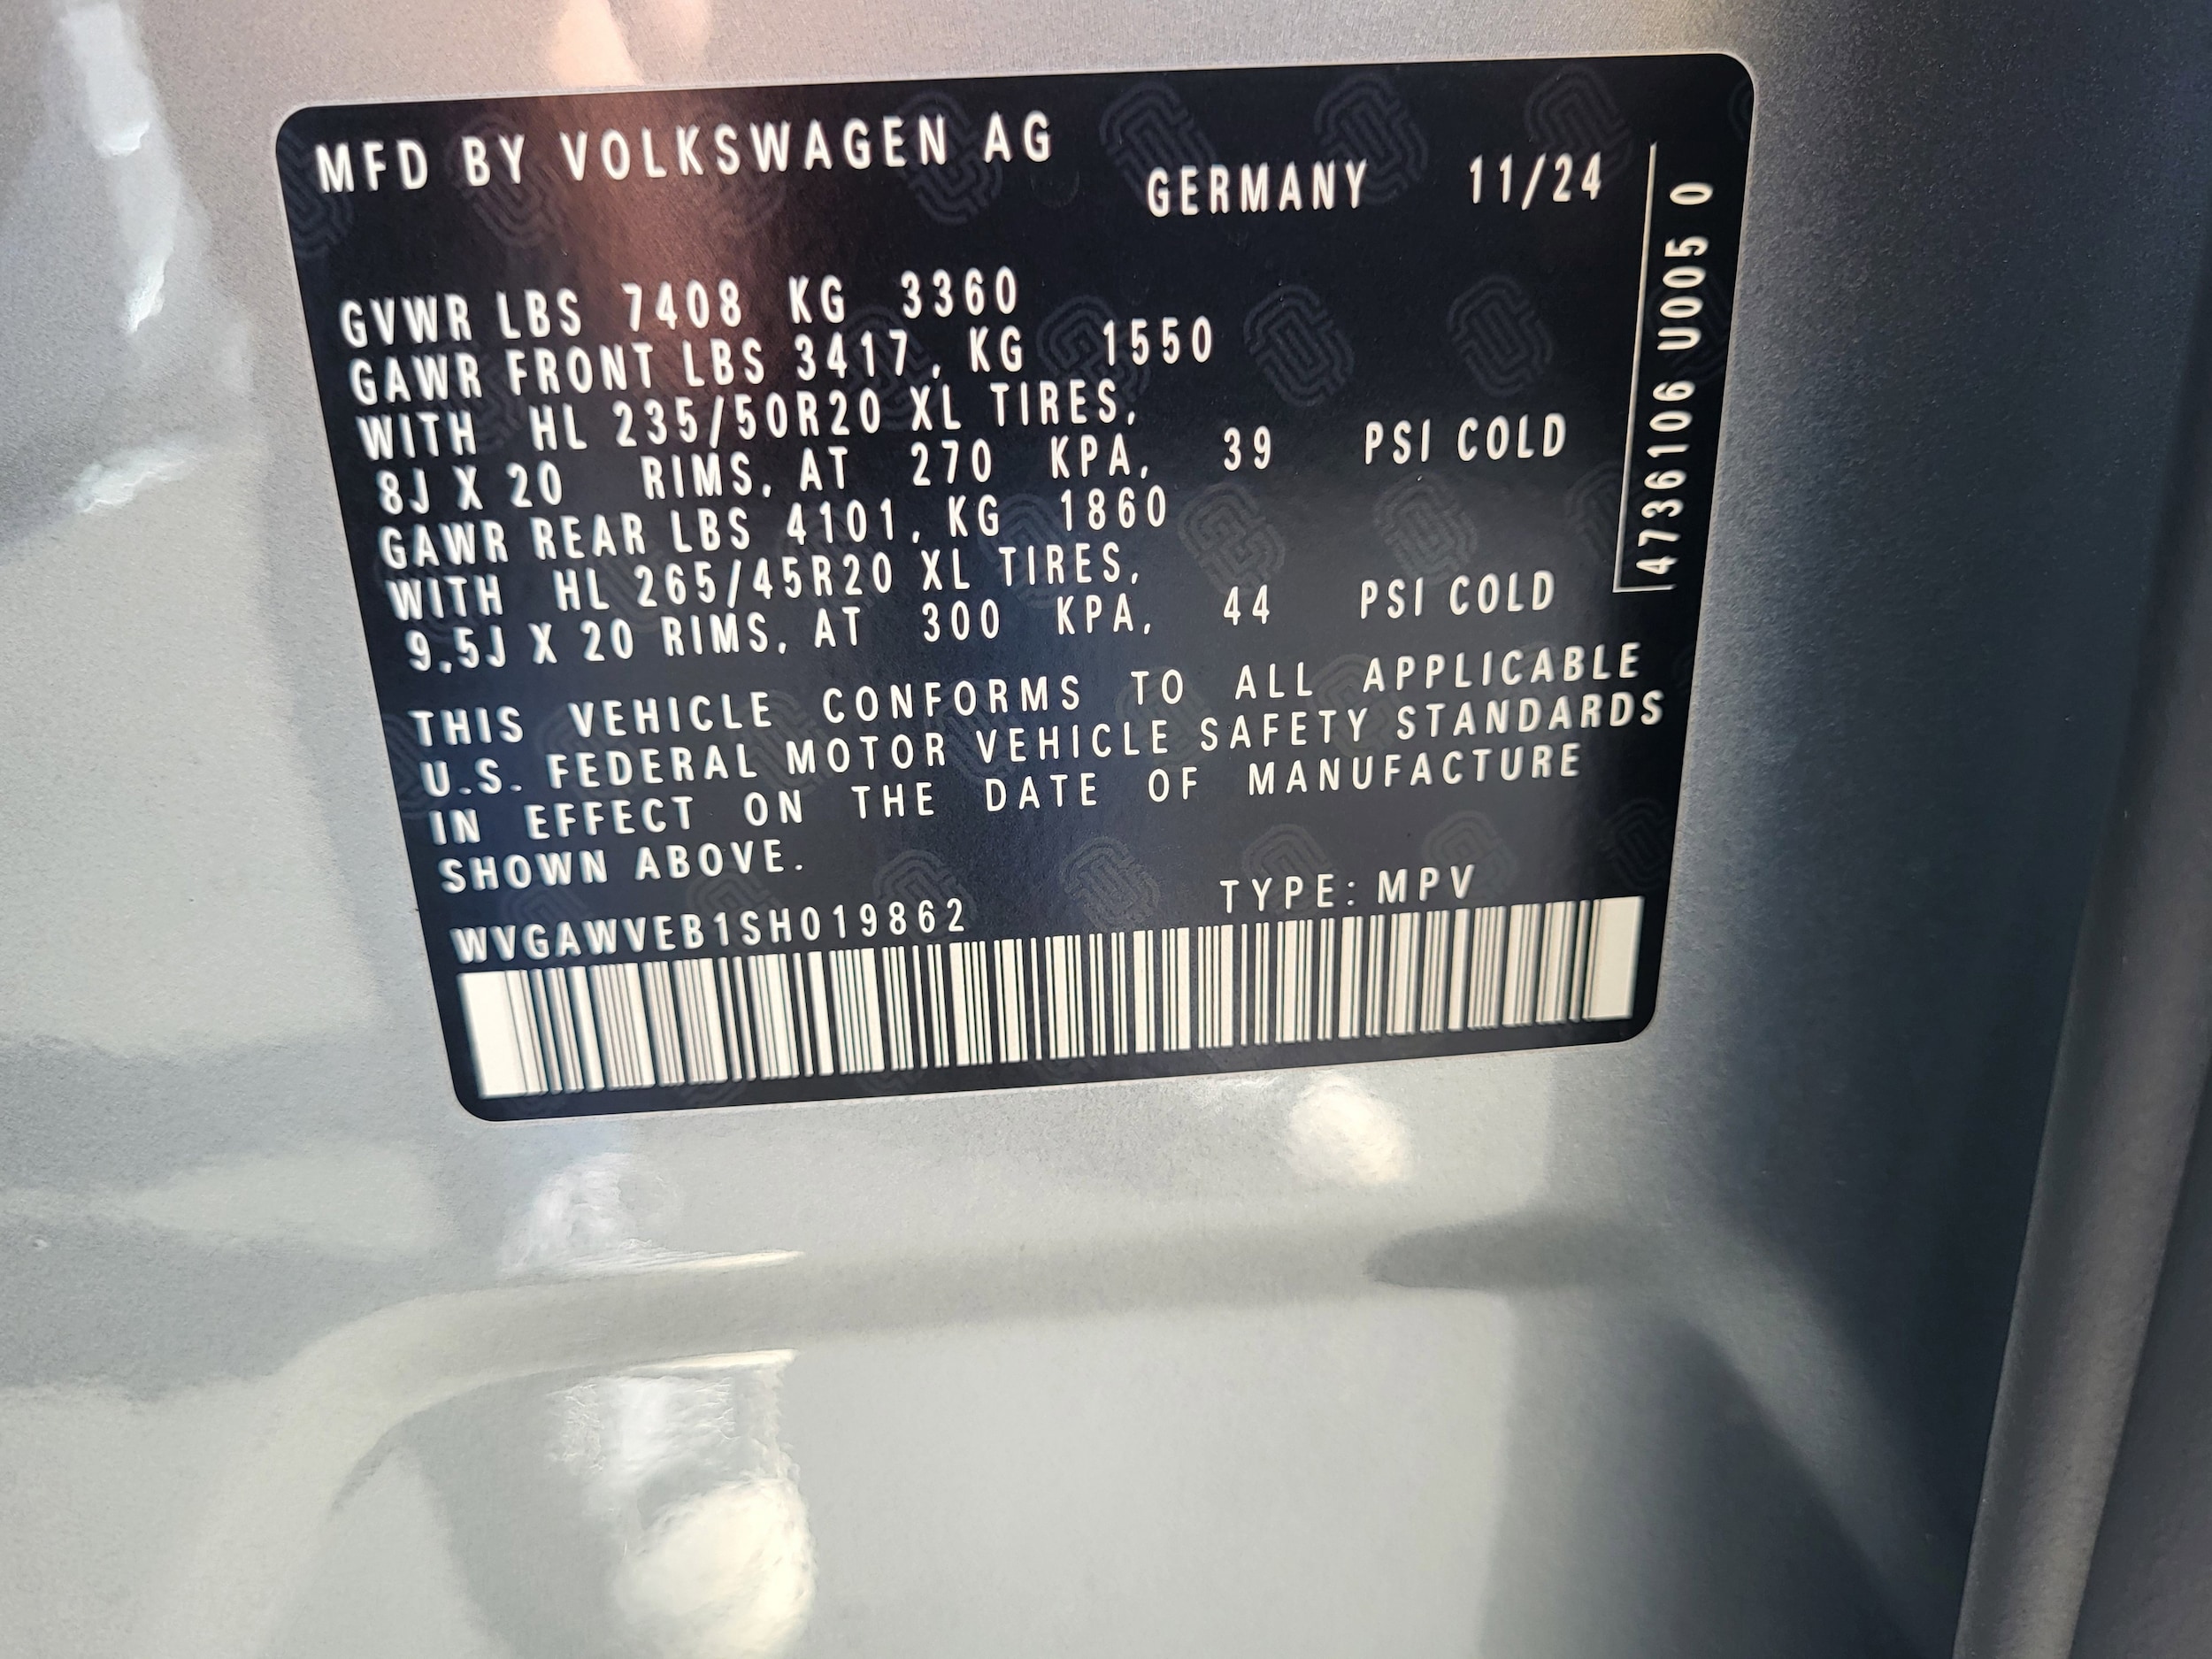 MFD BY VOLKSWAGEN AG
GERMANY 11/24
GVWR LBS 7408 KG 3360
GAWR FRONT LBS 3417, KG 1550
WITH HL 235/50R20 XL TIRES,
8J X 20 RIMS, AT 270 KPA, 39 PSI COLD
GAWR REAR LBS 4101, KG 1860
WITH HL 265/45R20 XL TIRES,
9.5J X 20 RIMS, AT 300 KPA, 44 PSI COLD
THIS VEHICLE CONFORMS TO ALL APPLICABLE
U.S. FEDERAL MOTOR VEHICLE SAFETY STANDARDS
IN EFFECT ON THE DATE OF MANUFACTURE
SHOWN ABOVE.
WVGAWVEB1SH019862 TYPE: MPV
4736106 U005 0